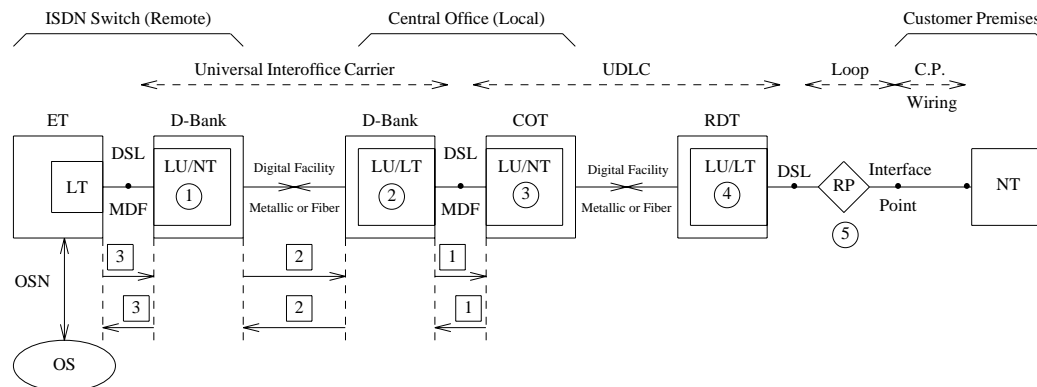 ISDN Switch (Remote) Central Office (Local) Customer Premises
Universal Interoffice Carrier UDLC Loop C.P.
Wiring
ET D-Bank D-Bank COT RDT
DSL LU/NT Digital Facility LU/LT DSL LU/NT Digital Facility LU/LT DSL Interface
LT 1 2 3 4 RP NT
MDF Metallic or Fiber MDF Metallic or Fiber Point
5
3 2 1
OSN
3 2 1
OS